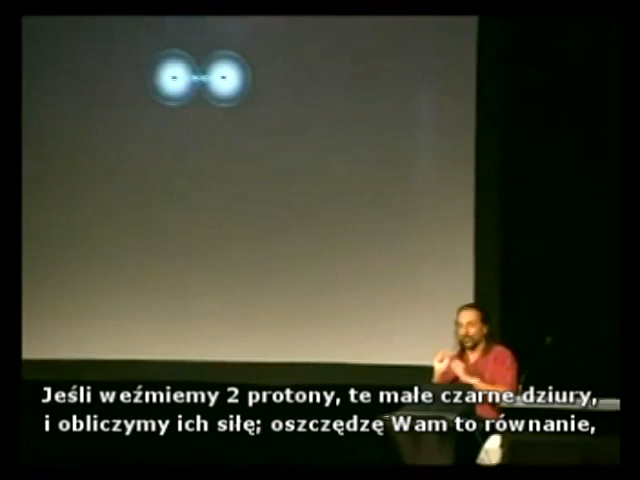 Jeśli weźmiemy 2 protony, te małe czarne dziury,
i obliczymy ich siłę; oszczędzę Wam to równanie,